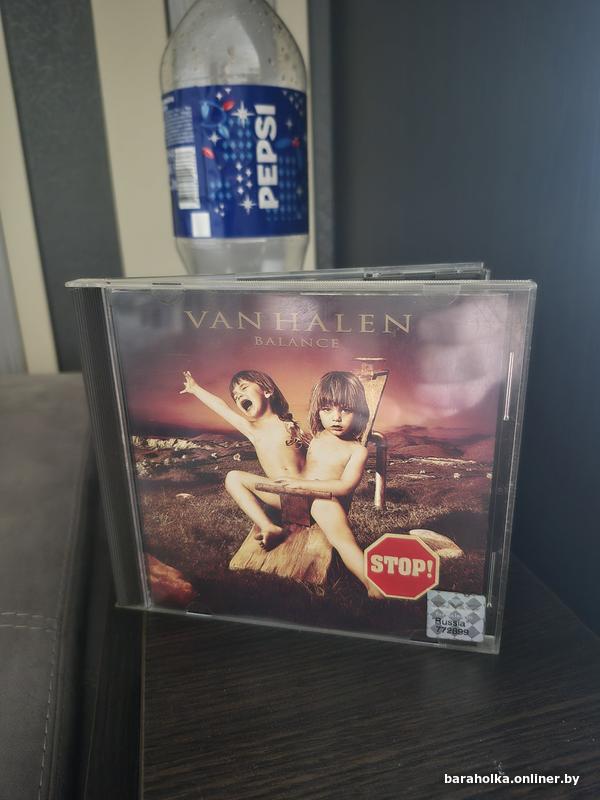 PEPSI
VAN HALEN
BALANCE
STOP!
Russia
772899
baraholka.onliner.by